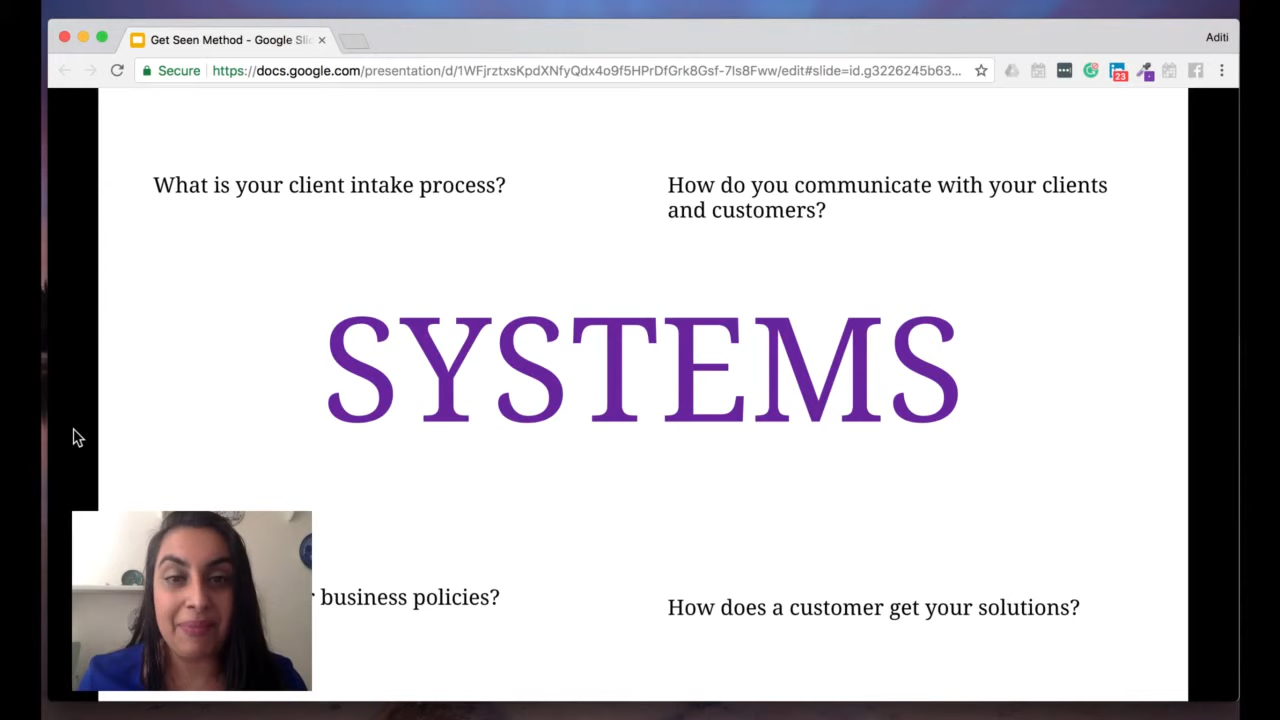 Get Seen Method - Google Sli
Aditi
Secure
https://docs.google.com/presentation/d/1WFjrztxsKpdXNfyQdx4o9f5HPrDfGrk8Gsf-7ls8Fww/edit#slide=id.g3226245b63...
23
What is your client intake process?
How do you communicate with your clients
and customers?
SYSTEMS
business policies?
How does a customer get your solutions?